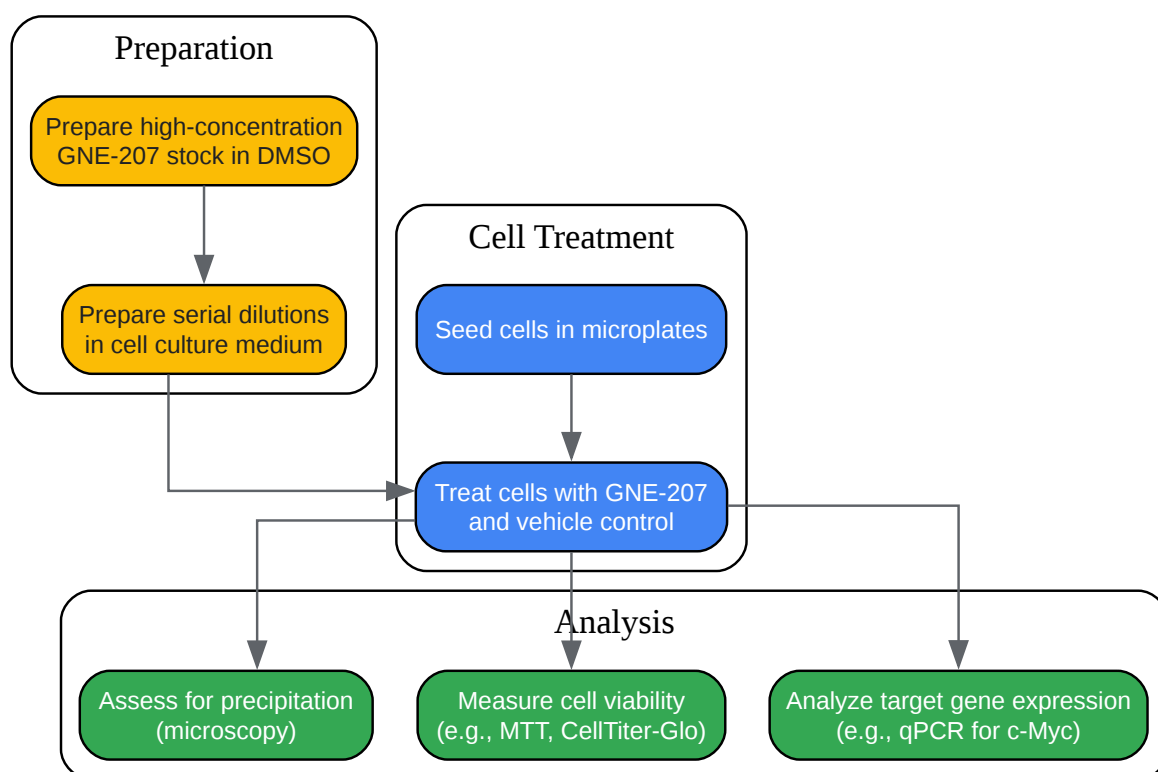 Preparation
Prepare high-concentration
GNE-207 stock in DMSO
Prepare serial dilutions
in cell culture medium
Cell Treatment
Seed cells in microplates
Treat cells with GNE-207
and vehicle control
Analysis
Assess for precipitation
(microscopy)
Measure cell viability
(e.g., MTT, CellTiter-Glo)
Analyze target gene expression
(e.g., qPCR for c-Myc)